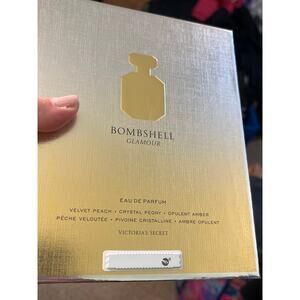 BOMBSHELL
GLAMOUR
EAU DE PARFUM
VELVET PEACH • CRYSTAL PEONY • OPULENT AMBER
PÊCHE VELOUTÉE • PIVOINE CRISTALLINE • AMBRE OPULENT
VICTORIA'S SECRET